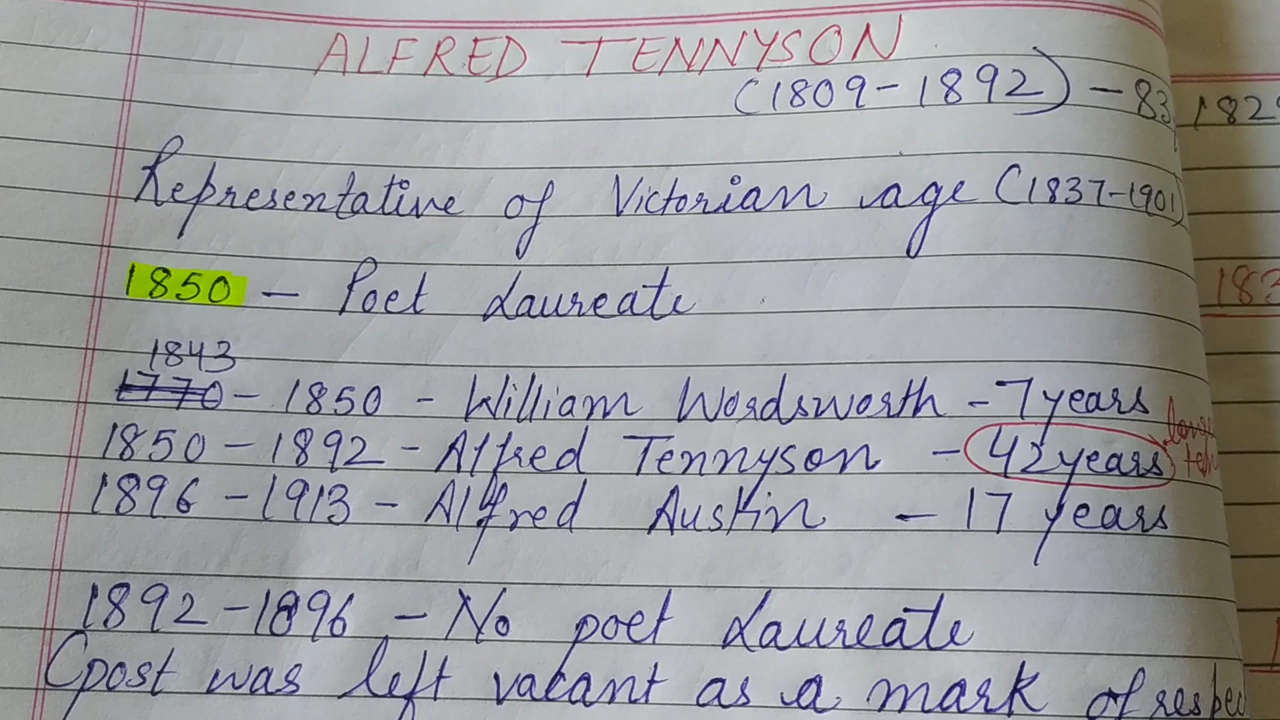 ALFRED TENNYSON
(1809-1892) - 83
Representative of Victorian age (1837-1901)
1850 - Poet Laureate
1843
1770 - 1850 - William Wordsworth - 7 years
1850 - 1892 - Alfred Tennyson - 42 years
1896 - 1913 - Alfred Austin - 17 years
1892 - 1896 - No poet Laureate
(post was left vacant as a mark of respec